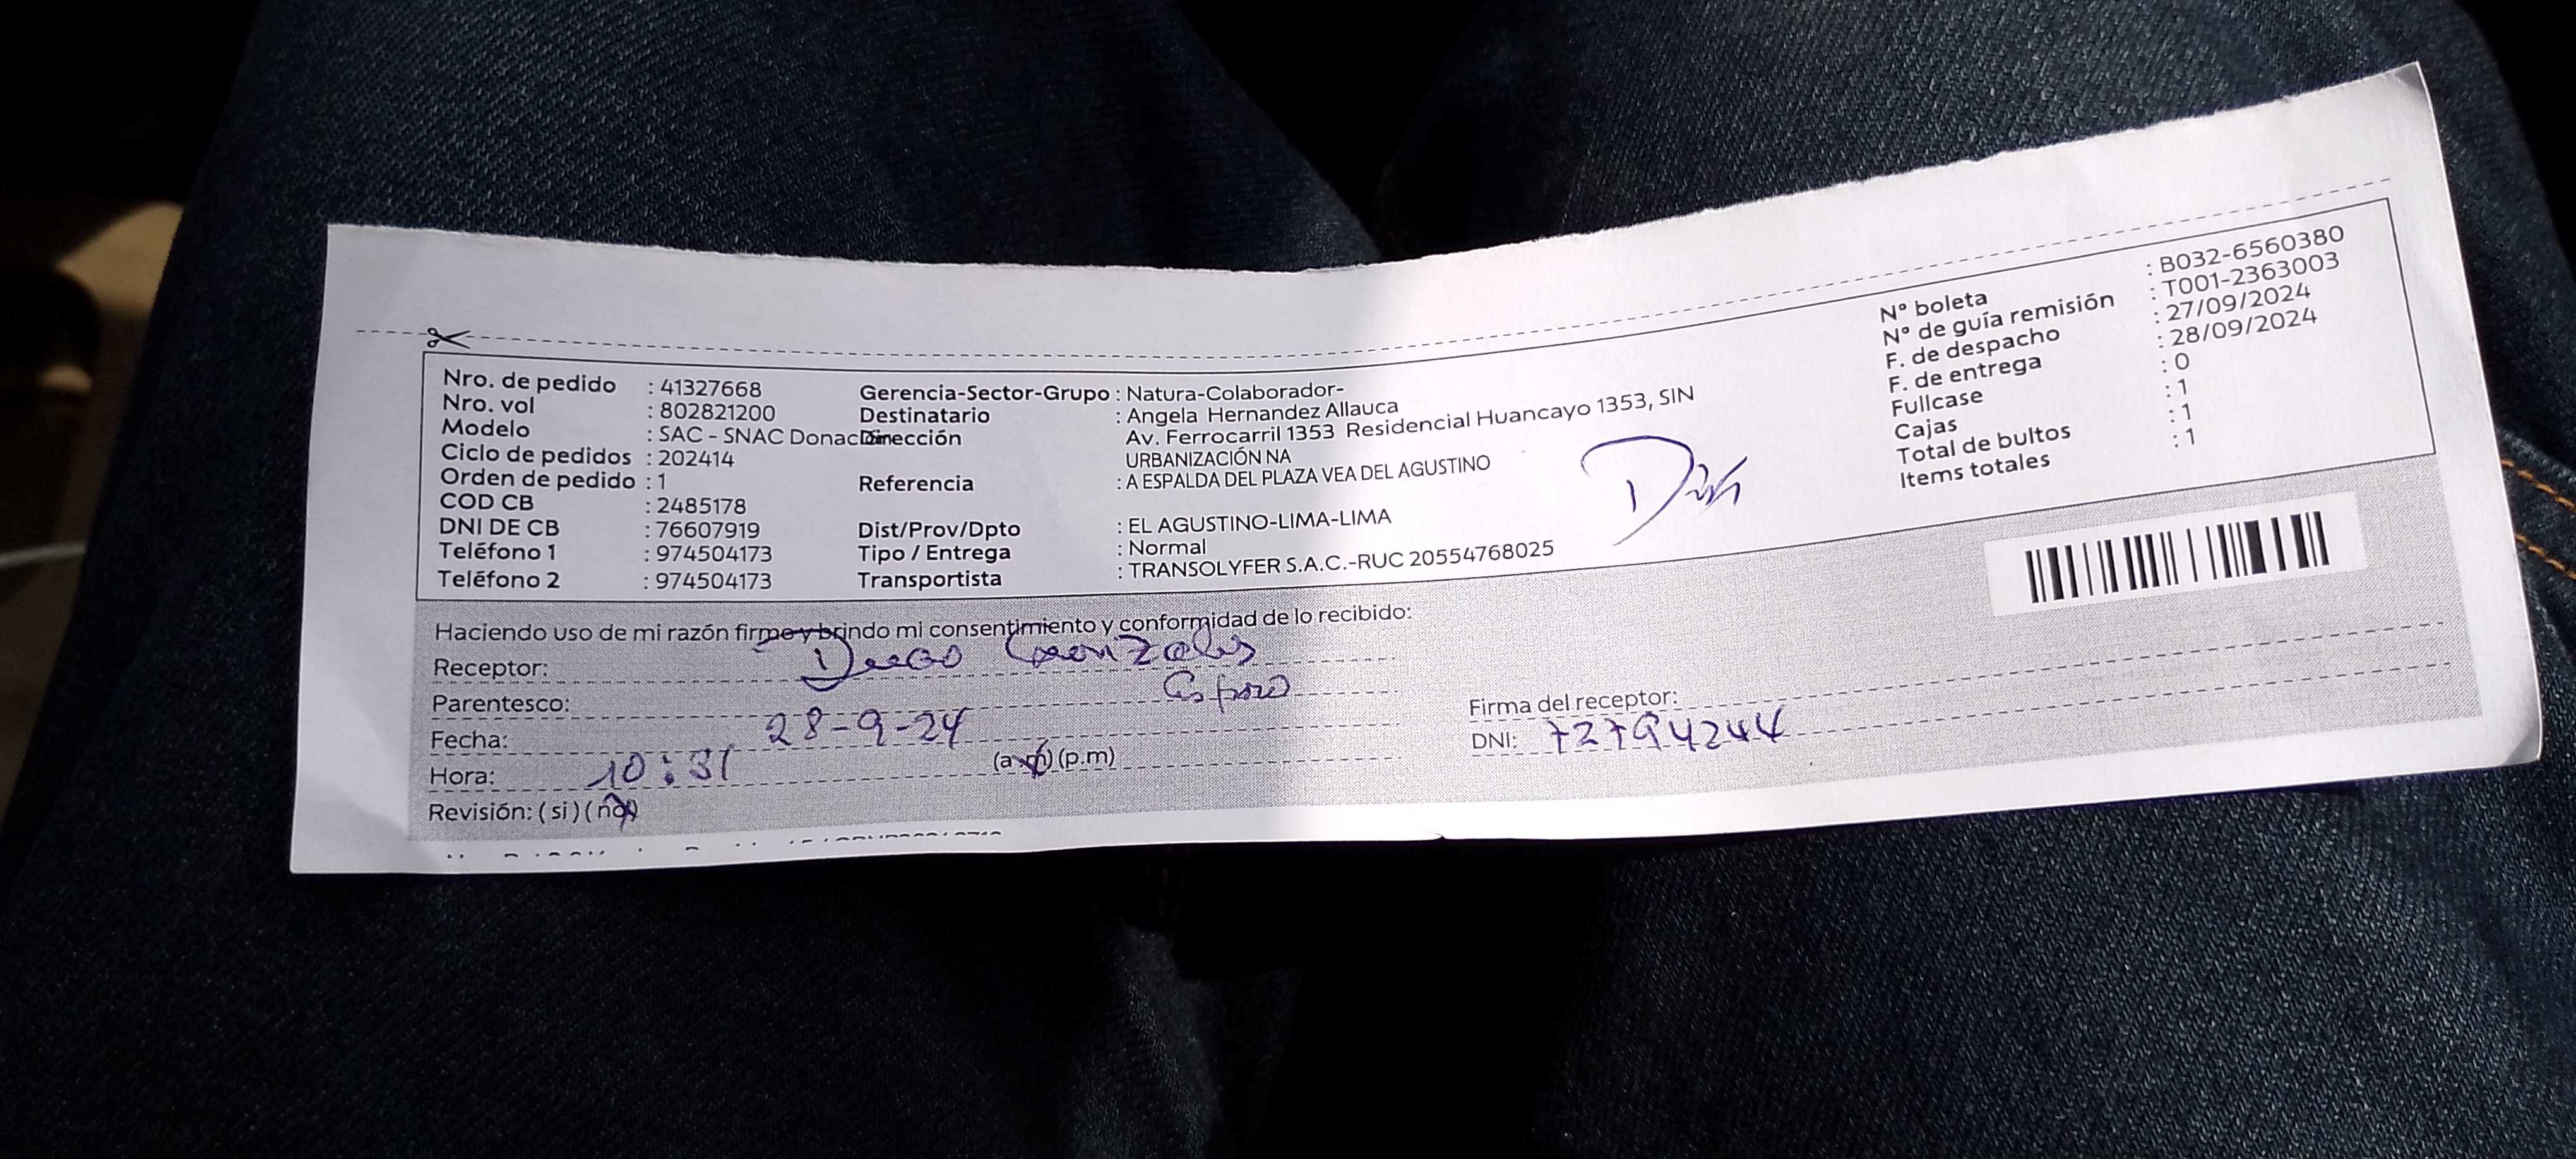 Nro. de pedido : 41327668
Nro. vol : 802821200
Modelo : SAC - SNAC Donación
Ciclo de pedidos : 202414
Orden de pedido : 1
COD CB : 2485178
DNI DE CB : 76607919
Teléfono 1 : 974504173
Teléfono 2 : 974504173
Gerencia-Sector-Grupo : Natura-Colaborador-
Destinatario : Angela Hernandez Allauca
Dirección : Av. Ferrocarril 1353 Residencial Huancayo 1353, SIN
URBANIZACIÓN NA
Referencia : A ESPALDA DEL PLAZA VEA DEL AGUSTINO
Dist/Prov/Dpto : EL AGUSTINO-LIMA-LIMA
Tipo / Entrega : Normal
Transportista : TRANSOLYFER S.A.C.-RUC 20554768025
N° boleta : B032-6560380
N° de guía remisión : T001-2363003
F. de despacho : 27/09/2024
F. de entrega : 28/09/2024
Fullcase : 0
Cajas : 1
Total de bultos : 1
Items totales : 1
Haciendo uso de mi razón firmo y brindo mi consentimiento y conformidad de lo recibido:
Receptor: Diego Gonzales
Parentesco: Esposo
Fecha: 28-9-24
Hora: 10:31 (a.m) (p.m)
Revisión: ( si ) ( no )
Firma del receptor:
DNI: 72794244